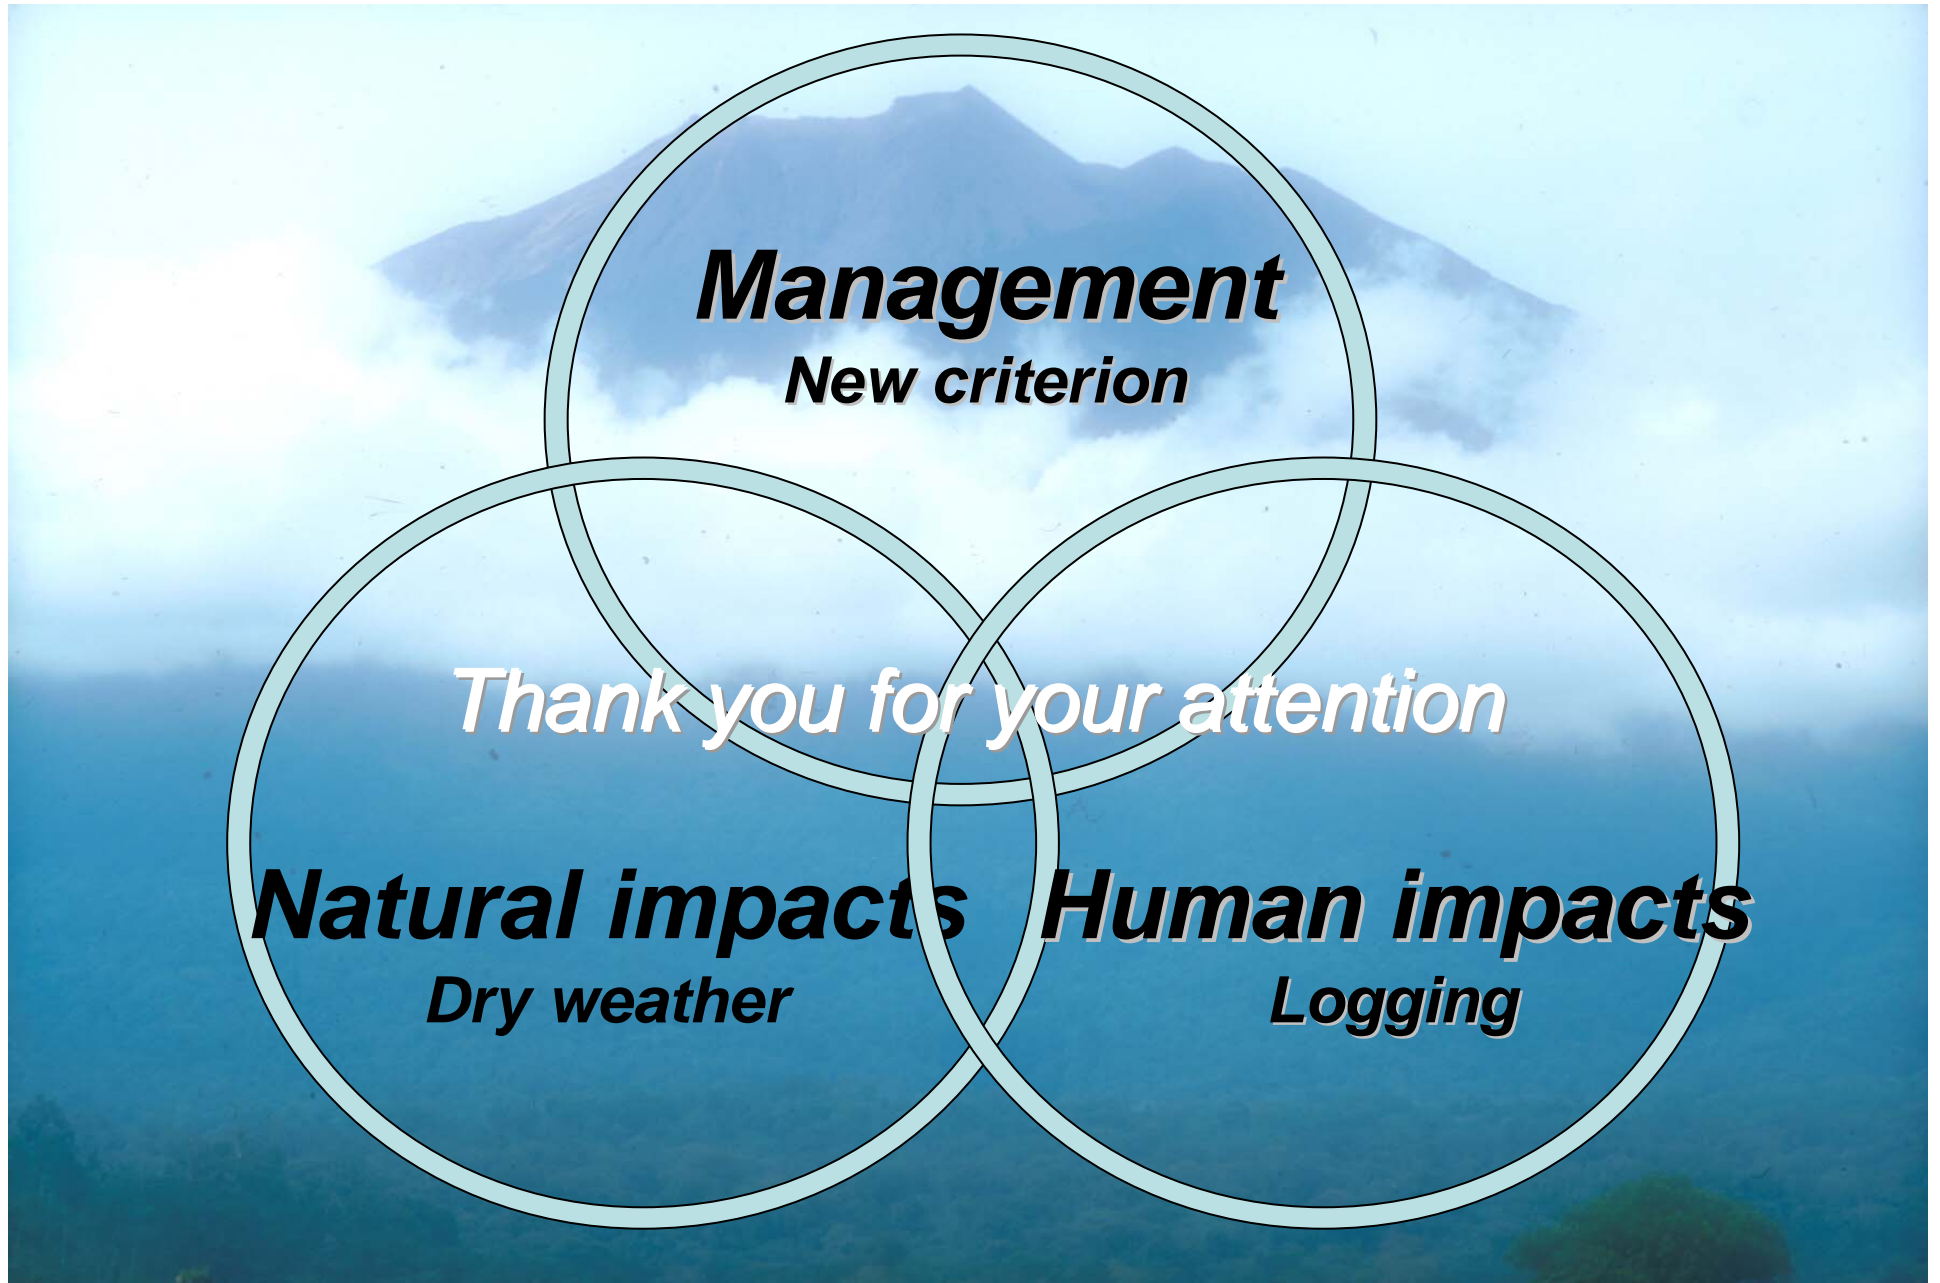 Management
New criterion
Thank you for your attention
Natural impacts
Dry weather
Human impacts
Logging